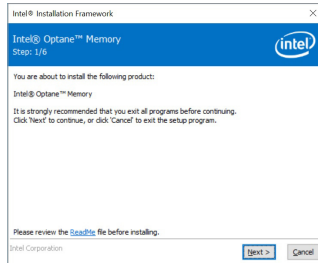 Intel® Installation Framework
Intel® Optane™ Memory
Step: 1/6
intel
You are about to install the following product:
Intel® Optane™ Memory
It is strongly recommended that you exit all programs before continuing.
Click 'Next' to continue, or click 'Cancel' to exit the setup program.
Please review the ReadMe file before installing.
Intel Corporation
Next >
Cancel